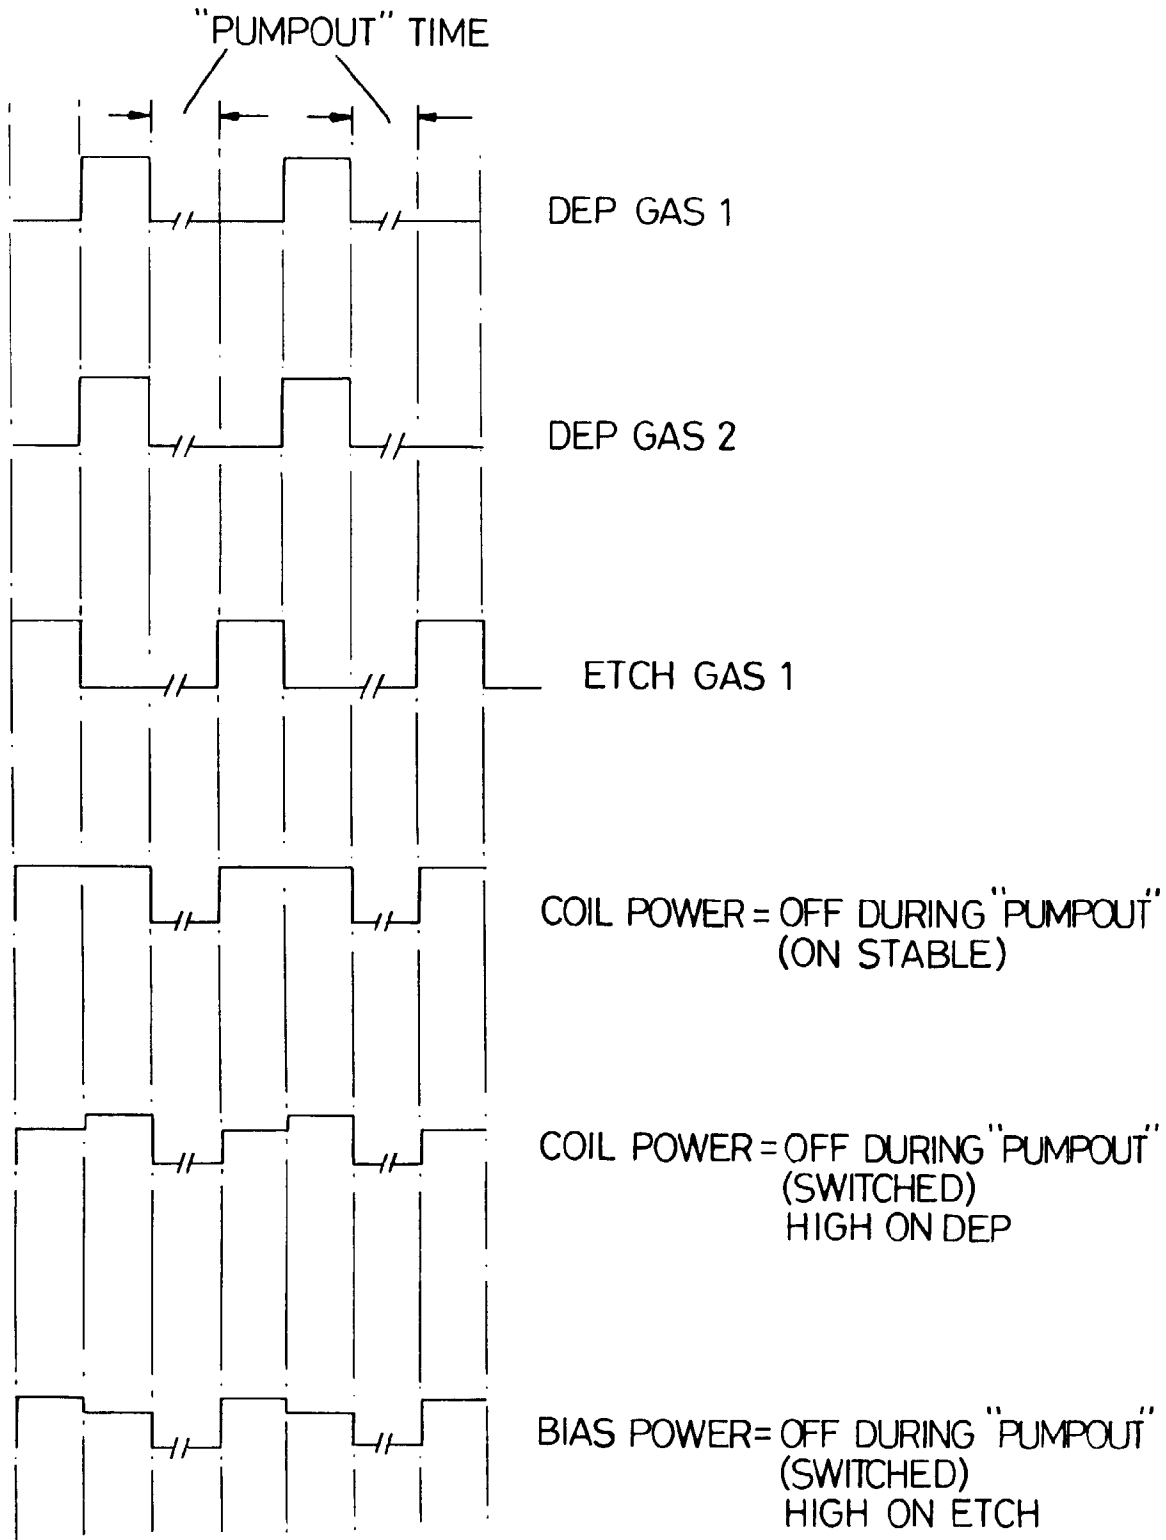 "PUMPOUT" TIME
DEP GAS 1
DEP GAS 2
ETCH GAS 1
COIL POWER = OFF DURING "PUMPOUT"
(ON STABLE)
COIL POWER = OFF DURING "PUMPOUT"
(SWITCHED)
HIGH ON DEP
BIAS POWER = OFF DURING "PUMPOUT"
(SWITCHED)
HIGH ON ETCH